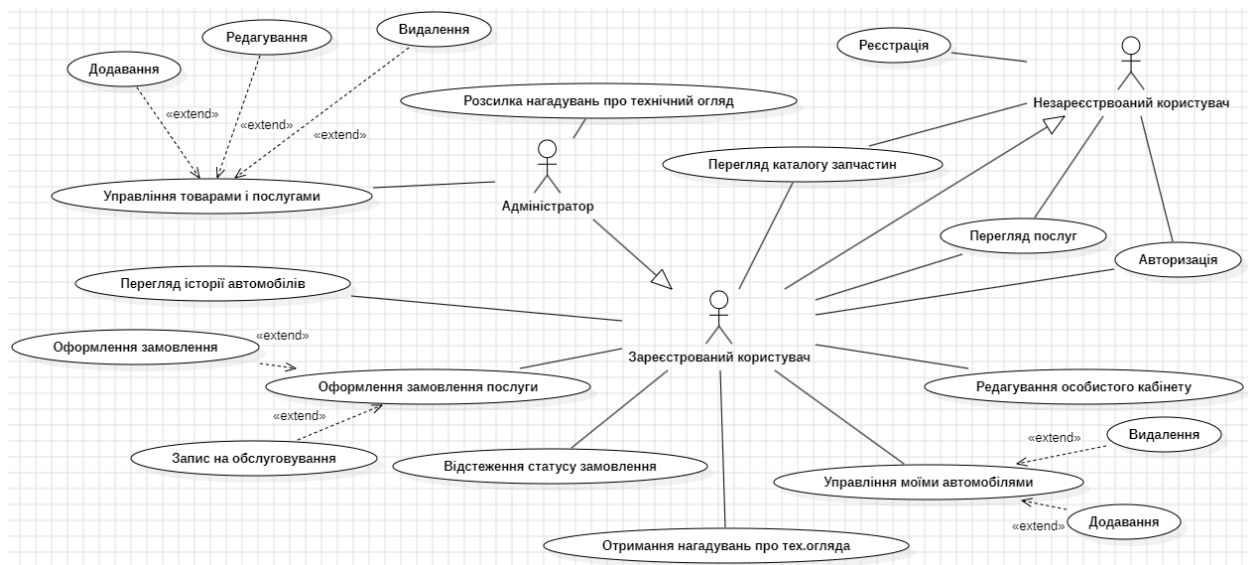 Видалення
Редагування
Реєстрація
Додавання
Розсилка нагадувань про технічний огляд
Незареєстрвоаний користувач
«extend»
«extend»
«extend»
Перегляд каталогу запчастин
Управління товарами і послугами
Адміністратор
Перегляд послуг
Авторизація
Перегляд історії автомобілів
«extend»
Оформлення замовлення
Зареєстрований користувач
Оформлення замовлення послуги
Редагування особистого кабінету
«extend»
Видалення
«extend»
Запис на обслуговування
Відстеження статусу замовлення
Управління моїми автомобілями
Додавання
«extend»
Отримання нагадувань про тех.огляда